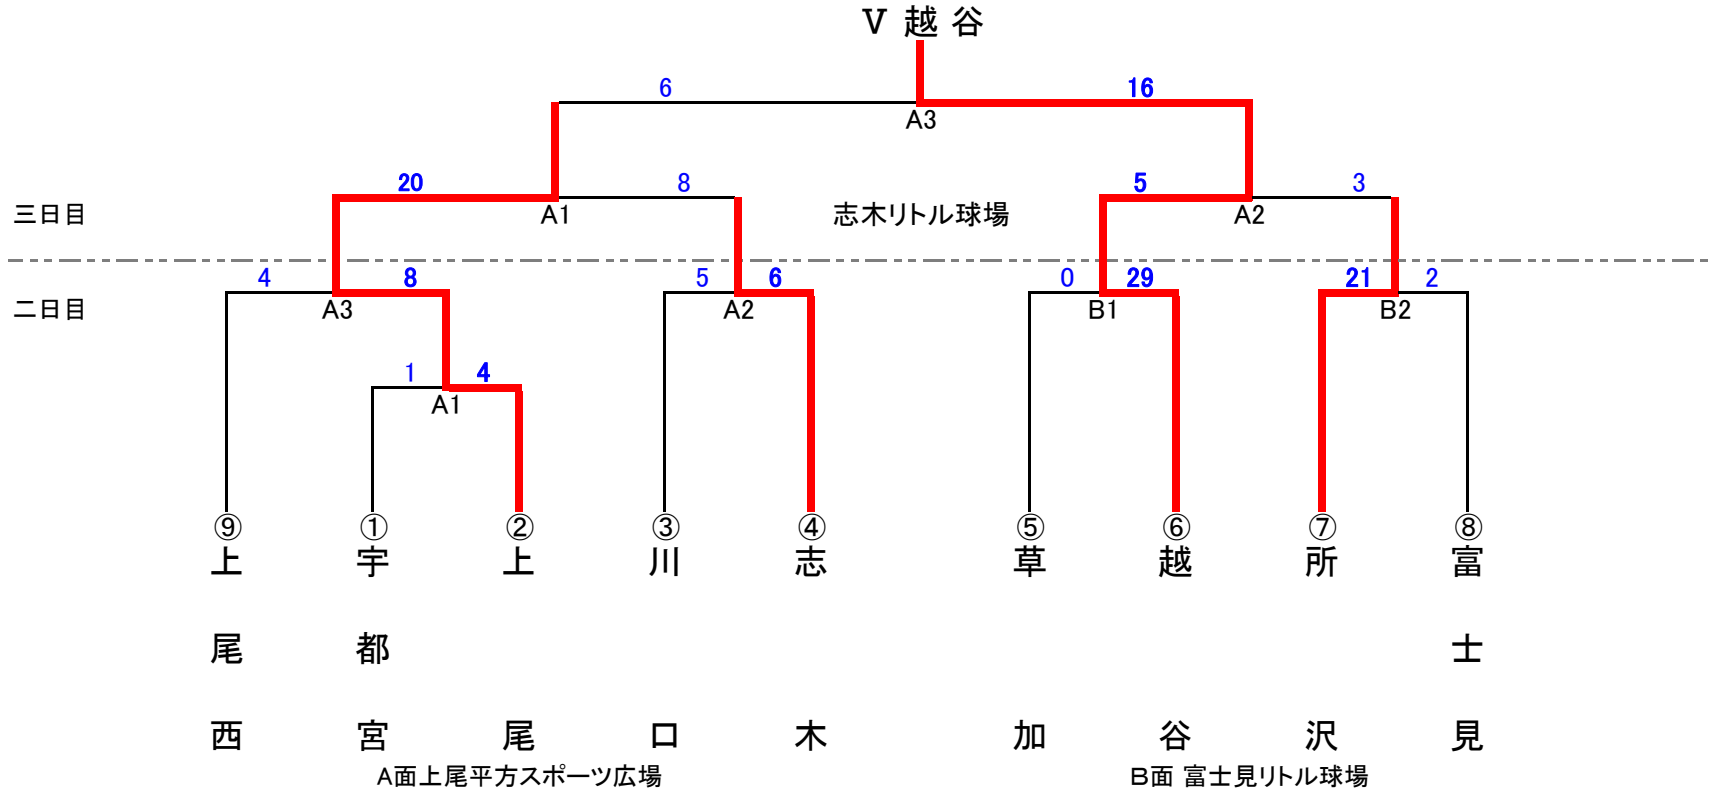 V 越 谷
6 16
A3
20 8 5 3
三日目 A1 志木リトル球場 A2
4 8 5 6 0 29 21 2
二日目 A3 A2 B1 B2
1 4
A1
⑨ ① ② ③ ④ ⑤ ⑥ ⑦ ⑧
上尾西
宇都宮
上尾
川口
志木
草加
越谷
所沢
富士見
A面上尾平方スポーツ広場
B面 富士見リトル球場